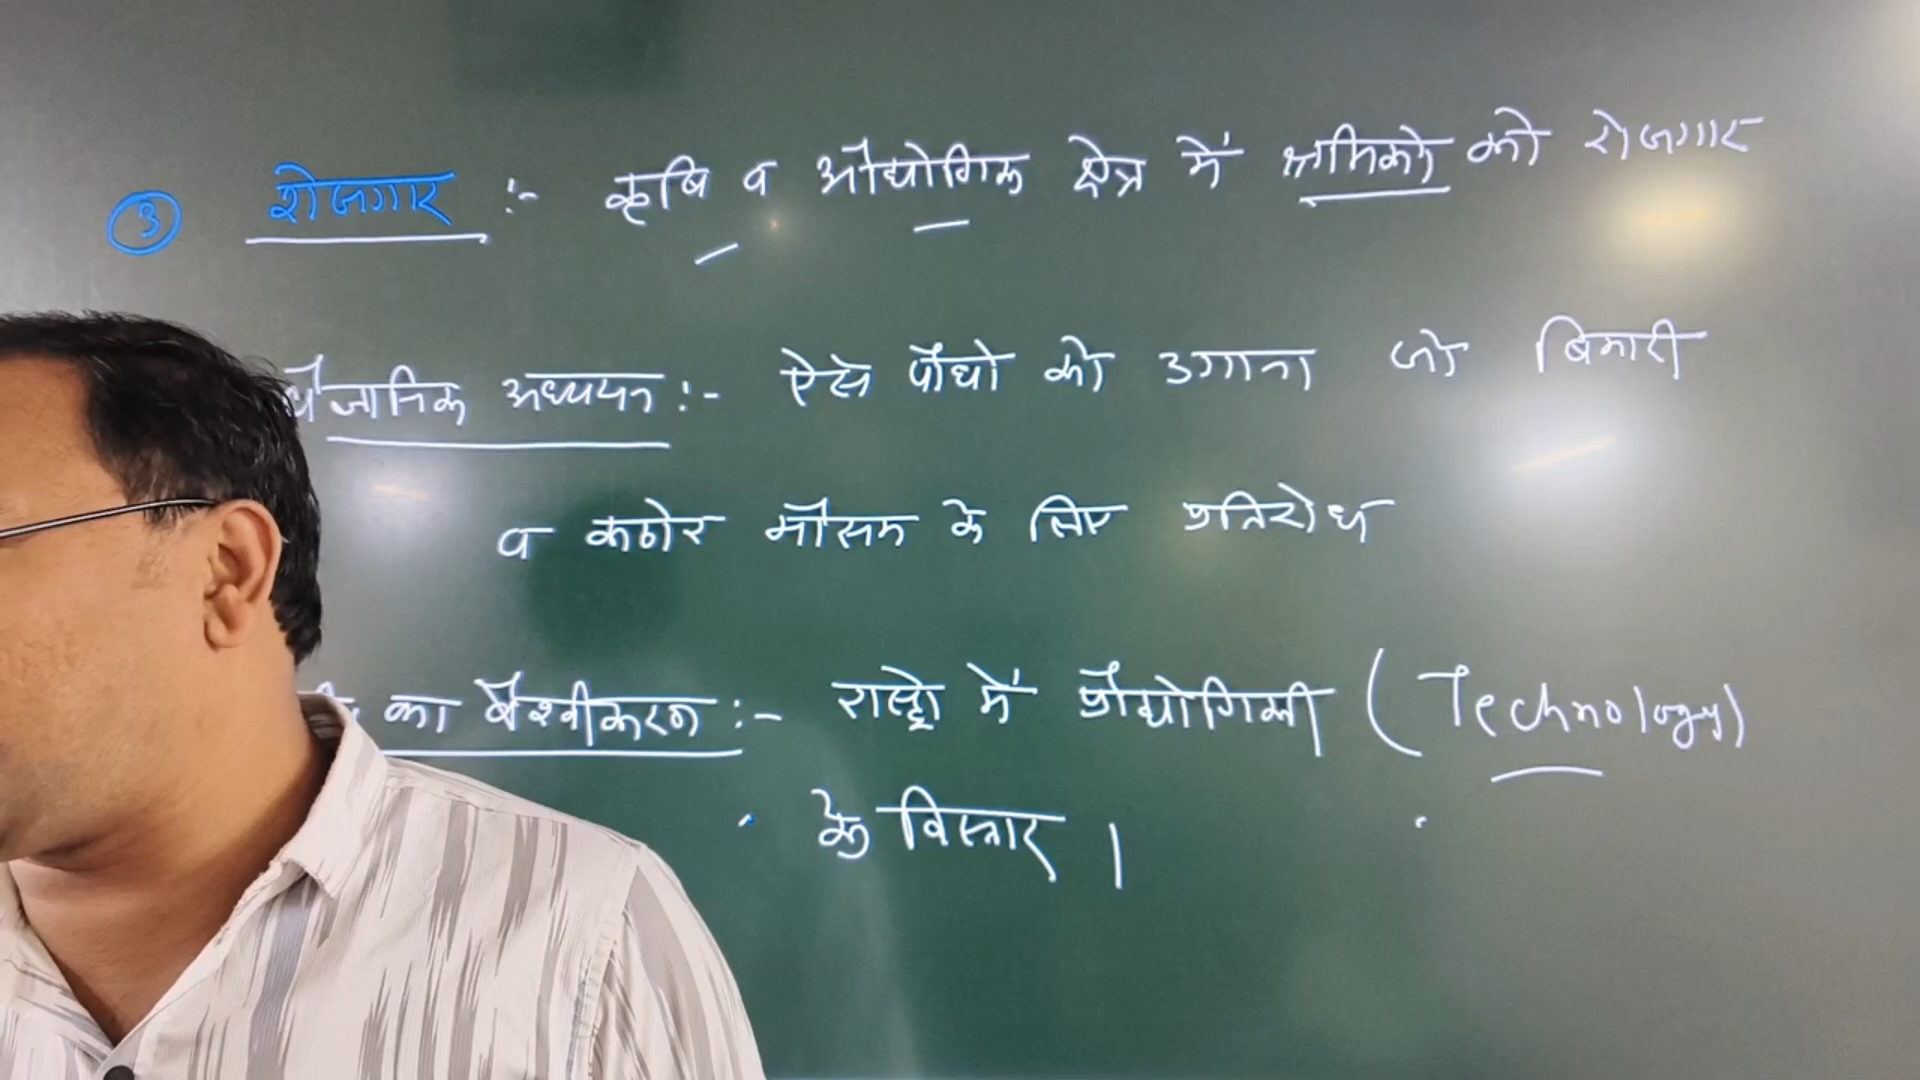 ③ रोजगार :- कृषि व औद्योगिक क्षेत्र में श्रमिको को रोजगार
वैज्ञानिक अध्ययन :- ऐसे पौधो को उगाना जो बिमारी
व कठोर मौसम के लिए प्रतिरोध
का वैश्वीकरण :- राष्ट्रो में प्रौद्योगिकी (Technology)
के विस्तार ।